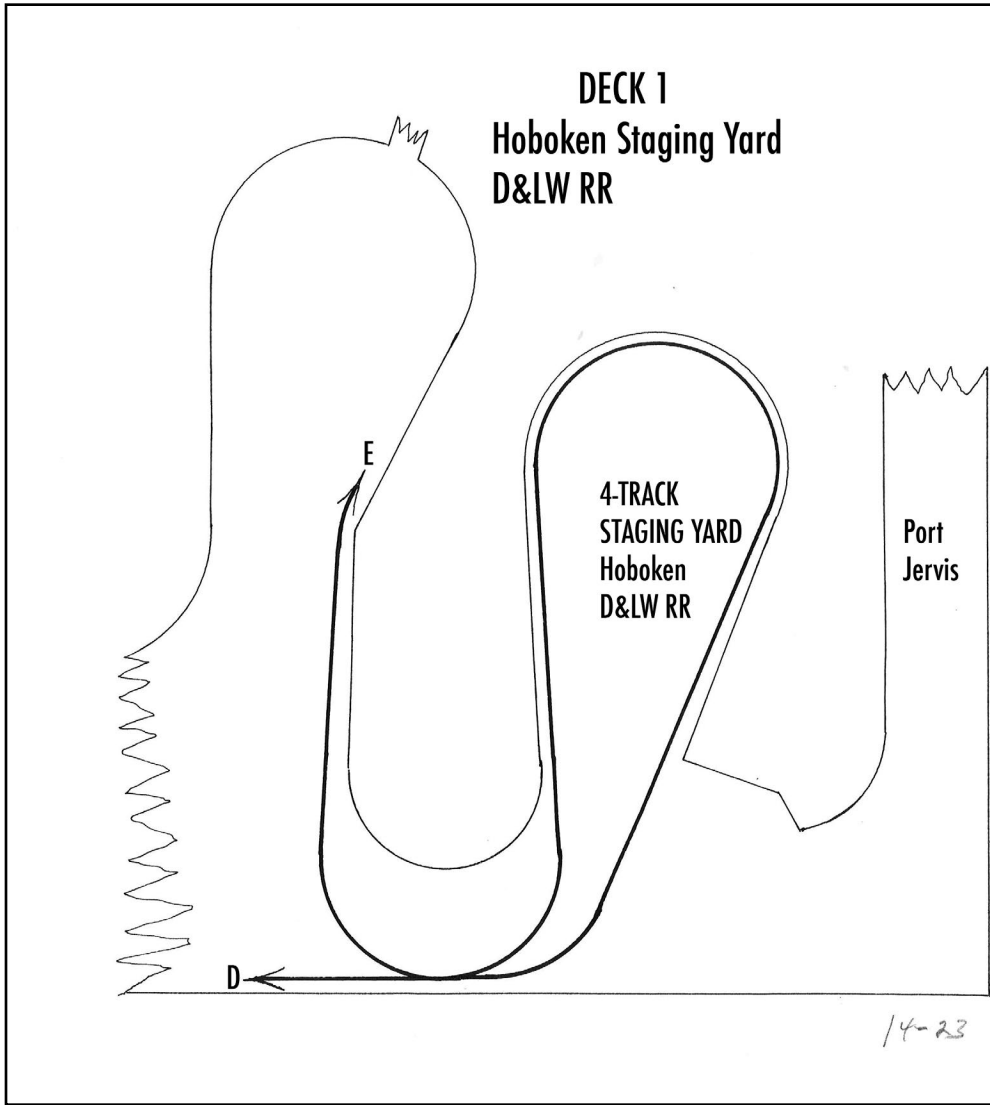 DECK 1
Hoboken Staging Yard
D&LW RR
E
4-TRACK
STAGING YARD
Hoboken
D&LW RR
Port
Jervis
D
14-23